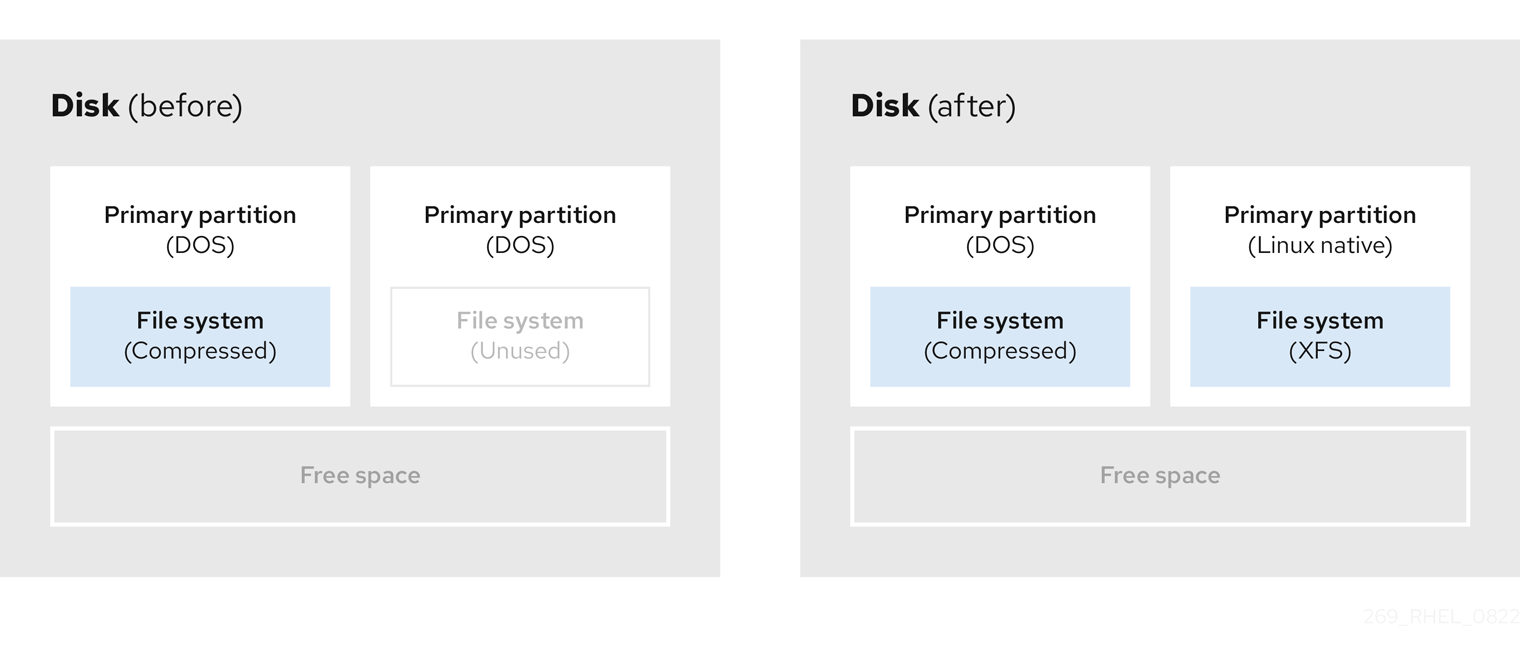 Disk (before)
Primary partition
(DOS)
File system
(Compressed)
Primary partition
(DOS)
File system
(Unused)
Free space
Disk (after)
Primary partition
(DOS)
File system
(Compressed)
Primary partition
(Linux native)
File system
(XFS)
Free space
269_RHEL_0822